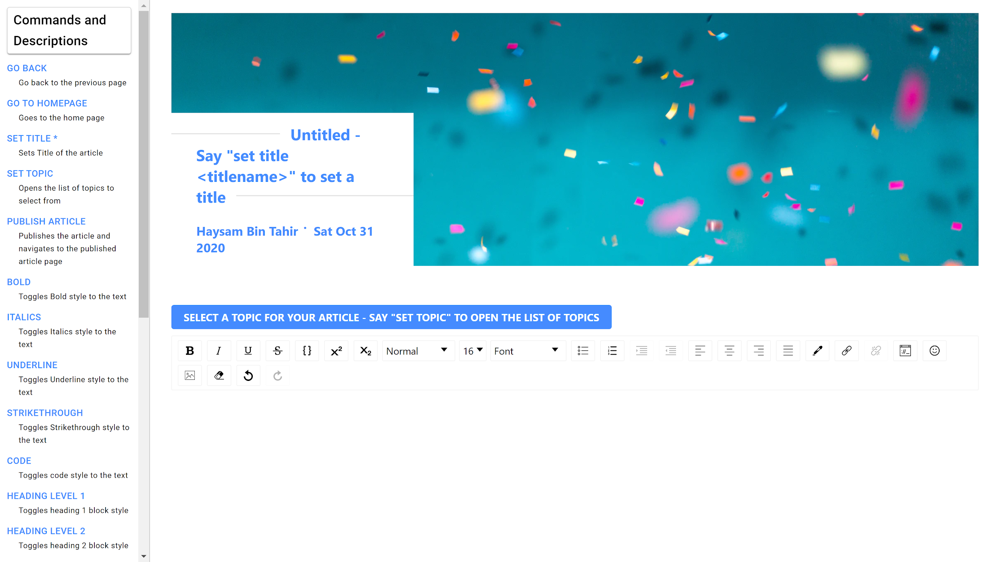 Commands and
Descriptions
GO BACK
Go back to the previous page
GO TO HOMEPAGE
Goes to the home page
SET TITLE *
Sets Title of the article
SET TOPIC
Opens the list of topics to
select from
PUBLISH ARTICLE
Publishes the article and
navigates to the published
article page
BOLD
Toggles Bold style to the text
ITALICS
Toggles Italics style to the
text
UNDERLINE
Toggles Underline style to the
text
STRIKETHROUGH
Toggles Strikethrough style to
the text
CODE
Toggles code style to the text
HEADING LEVEL 1
Toggles heading 1 block style
HEADING LEVEL 2
Toggles heading 2 block style
Untitled -
Say "set title
<titlename>" to set a
title
Haysam Bin Tahir · Sat Oct 31
2020
SELECT A TOPIC FOR YOUR ARTICLE - SAY "SET TOPIC" TO OPEN THE LIST OF TOPICS
B I U S {} x² x₂ Normal 16 Font